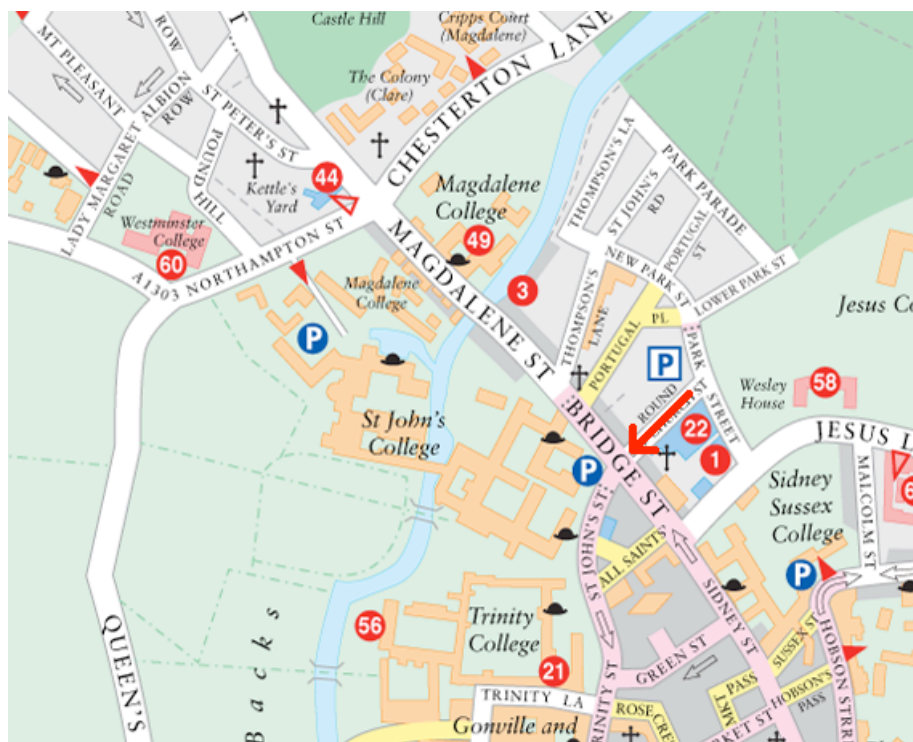 Castle Hill
Cripps Court
(Magdalene)
ROW
MT PLEASANT
ALBION
ROW
ST PETER'S ST
The Colony
(Clare)
CHESTERTON LANE
LADY MARGARET
ROAD
POUND HILL
44
Kettle's
Yard
Westminster
College
60
A1303 NORTHAMPTON ST
Magdalene
College
49
MAGDALENE ST
Magdalene
College
3
THOMPSON'S LA
PARK PARADE
ST JOHN'S
RD
PORTUGAL
ST
NEW PARK ST
LOWER PARK ST
THOMPSON'S
LANE
PORTUGAL
PL
PARK
STREET
P
P
ROUND
Jesus Co
Wesley
House
58
St John's
College
BRIDGE ST
22
1
P
JESUS L
MALCOLM ST
6
Sidney
Sussex
College
P
ST JOHN'S ST
ALL SAINTS
SIDNEY ST
SUSSEX ST
HOBSON STRE
HOBSON'S
PASS
GREEN ST
MKT PASS
RKET ST
QUEEN'S
Backs
56
Trinity
College
21
TRINITY LA
RINITY ST
ROSE CRE
Gonville and